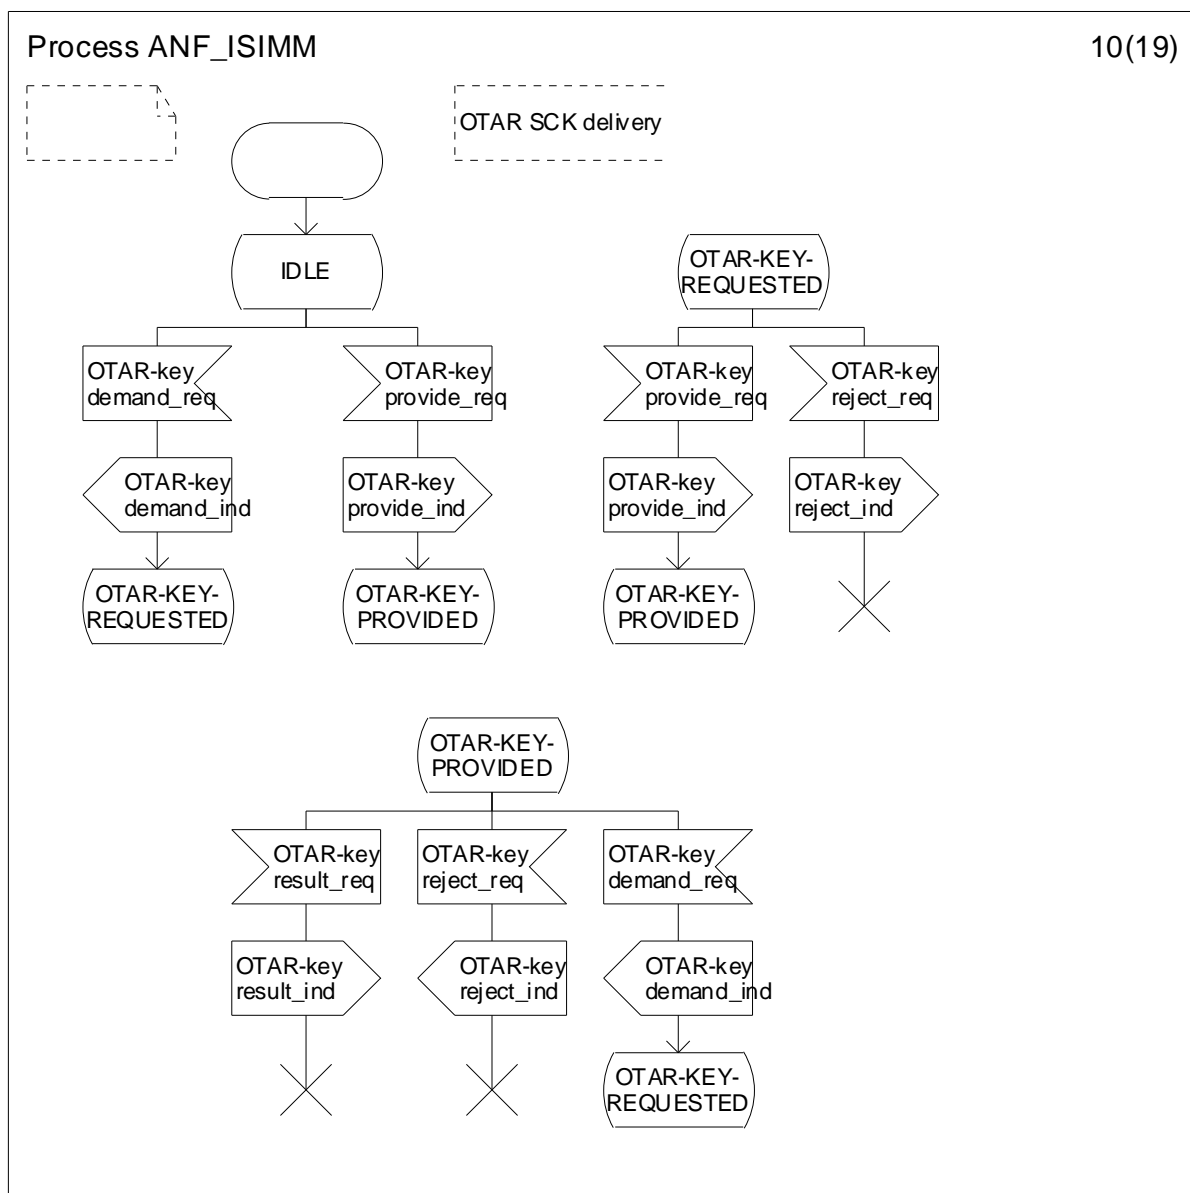 Process ANF_ISIMM
10(19)
OTAR SCK delivery
IDLE
OTAR-KEY-
REQUESTED
OTAR-key
demand_req
OTAR-key
provide_req
OTAR-key
provide_req
OTAR-key
reject_req
OTAR-key
demand_ind
OTAR-key
provide_ind
OTAR-key
provide_ind
OTAR-key
reject_ind
OTAR-KEY-
REQUESTED
OTAR-KEY-
PROVIDED
OTAR-KEY-
PROVIDED
OTAR-KEY-
PROVIDED
OTAR-key
result_req
OTAR-key
reject_req
OTAR-key
demand_req
OTAR-key
result_ind
OTAR-key
reject_ind
OTAR-key
demand_ind
OTAR-KEY-
REQUESTED